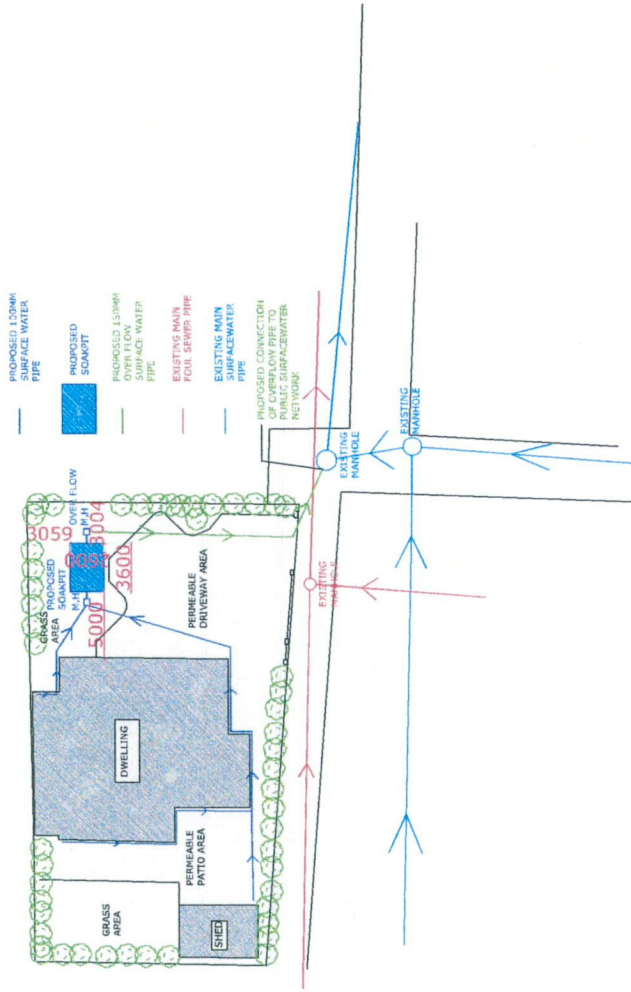 PROPOSED 100MM
SURFACE WATER
PIPE
PROPOSED
SOAKPIT
PROPOSED 150MM
OVER FLOW
SURFACE WATER
PIPE
EXISTING MAIN
FOUL SEWER PIPE
EXISTING MAIN
SURFACEWATER
PIPE
PROPOSED CONNECTION
OF OVERFLOW PIPE TO
PUBLIC SURFACEWATER
NETWORK
GRASS
AREA
PROPOSED
SOAKPIT
M.H
OVER FLOW
M.H
3059
3004
3600
5000
DWELLING
PERMEABLE
DRIVEWAY AREA
PERMEABLE
PATIO AREA
GRASS
AREA
SHED
EXISTING
MANHOLE
EXISTING
MANHOLE
EXISTING
MANHOLE